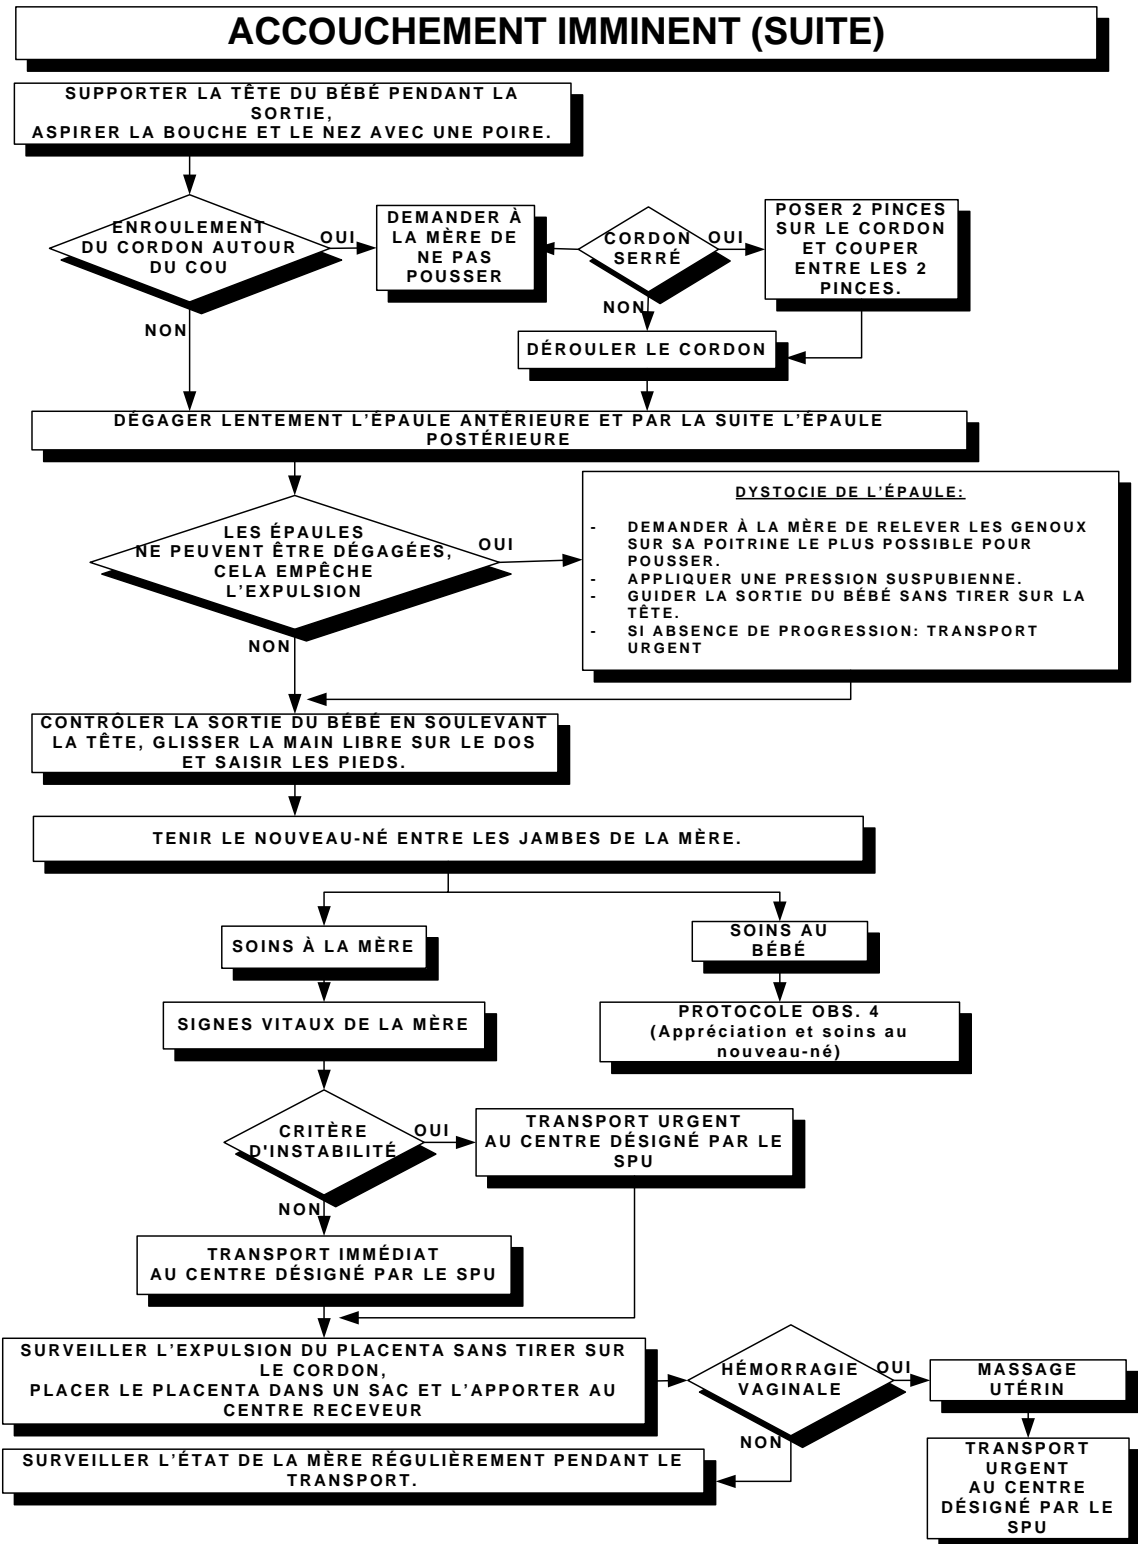 ACCOUCHEMENT IMMINENT (SUITE)
SUPPORTER LA TÊTE DU BÉBÉ PENDANT LA
SORTIE,
ASPIRER LA BOUCHE ET LE NEZ AVEC UNE POIRE.
ENROULEMENT
DU CORDON AUTOUR
DU COU
OUI
DEMANDER À
LA MÈRE DE
NE PAS
POUSSER
CORDON
SERRÉ
OUI
POSER 2 PINCES
SUR LE CORDON
ET COUPER
ENTRE LES 2
PINCES.
NON
NON
DÉROULER LE CORDON
DÉGAGER LENTEMENT L'ÉPAULE ANTÉRIEURE ET PAR LA SUITE L'ÉPAULE
POSTÉRIEURE
LES ÉPAULES
NE PEUVENT ÊTRE DÉGAGÉES,
CELA EMPÊCHE
L'EXPULSION
OUI
NON
DYSTOCIE DE L'ÉPAULE:
- DEMANDER À LA MÈRE DE RELEVER LES GENOUX
SUR SA POITRINE LE PLUS POSSIBLE POUR
POUSSER.
- APPLIQUER UNE PRESSION SUSPUBIENNE.
- GUIDER LA SORTIE DU BÉBÉ SANS TIRER SUR LA
TÊTE.
- SI ABSENCE DE PROGRESSION: TRANSPORT
URGENT
CONTRÔLER LA SORTIE DU BÉBÉ EN SOULEVANT
LA TÊTE, GLISSER LA MAIN LIBRE SUR LE DOS
ET SAISIR LES PIEDS.
TENIR LE NOUVEAU-NÉ ENTRE LES JAMBES DE LA MÈRE.
SOINS À LA MÈRE
SOINS AU
BÉBÉ
SIGNES VITAUX DE LA MÈRE
PROTOCOLE OBS. 4
(Appréciation et soins au
nouveau-né)
CRITÈRE
D'INSTABILITÉ
OUI
TRANSPORT URGENT
AU CENTRE DÉSIGNÉ PAR LE
SPU
NON
TRANSPORT IMMÉDIAT
AU CENTRE DÉSIGNÉ PAR LE SPU
SURVEILLER L'EXPULSION DU PLACENTA SANS TIRER SUR
LE CORDON,
PLACER LE PLACENTA DANS UN SAC ET L'APPORTER AU
CENTRE RECEVEUR
HÉMORRAGIE
VAGINALE
OUI
MASSAGE
UTÉRIN
NON
SURVEILLER L'ÉTAT DE LA MÈRE RÉGULIÈREMENT PENDANT LE
TRANSPORT.
TRANSPORT
URGENT
AU CENTRE
DÉSIGNÉ PAR LE
SPU